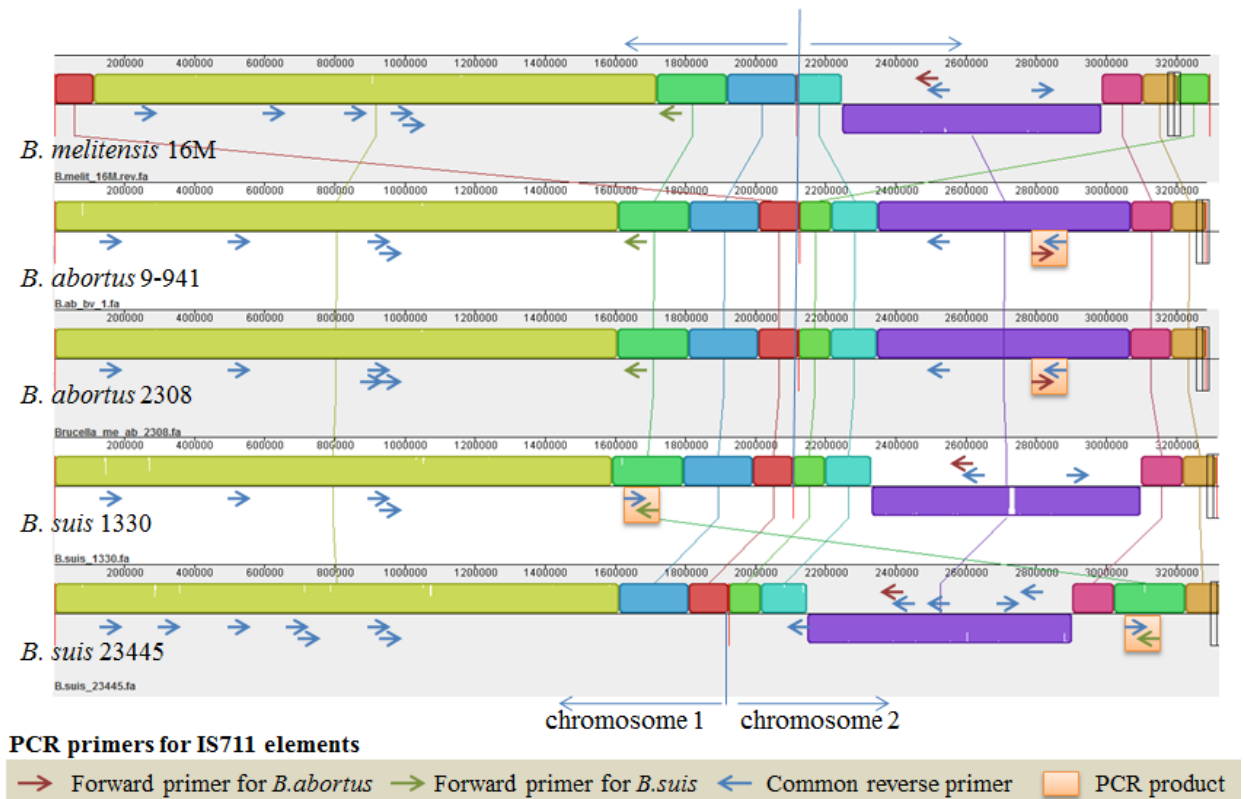 200000 400000 600000 800000 1000000 1200000 1400000 1600000 1800000 2000000 2200000 2400000 2600000 2800000 3000000 3200000
B. melitensis 16M
B.melit_16M.rev.fa
200000 400000 600000 800000 1000000 1200000 1400000 1600000 1800000 2000000 2200000 2400000 2600000 2800000 3000000 3200000
B. abortus 9-941
B.ab_bv_1.fa
200000 400000 600000 800000 1000000 1200000 1400000 1600000 1800000 2000000 2200000 2400000 2600000 2800000 3000000 3200000
B. abortus 2308
Brucella_me_ab_2308.fa
200000 400000 600000 800000 1000000 1200000 1400000 1600000 1800000 2000000 2200000 2400000 2600000 2800000 3000000 3200000
B. suis 1330
B.suis_1330.fa
200000 400000 600000 800000 1000000 1200000 1400000 1600000 1800000 2000000 2200000 2400000 2600000 2800000 3000000 3200000
B. suis 23445
B.suis_23445.fa
chromosome 1 chromosome 2
PCR primers for IS711 elements
Forward primer for B.abortus Forward primer for B.suis Common reverse primer PCR product